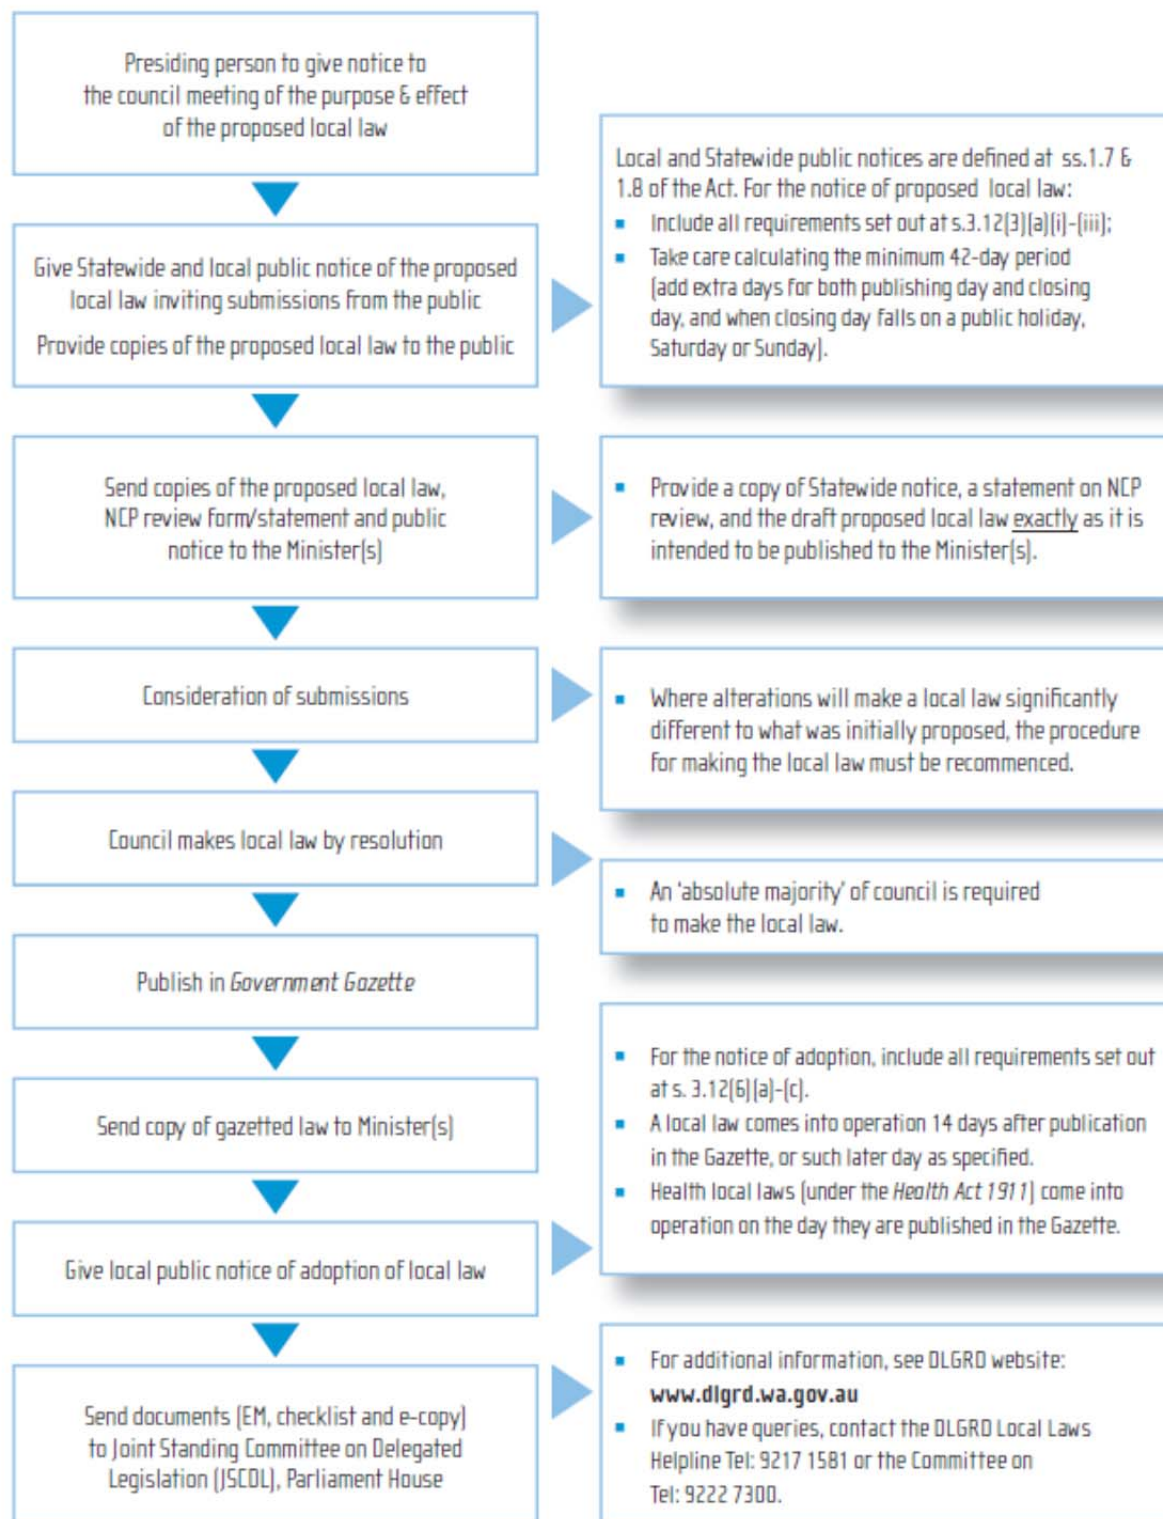 Presiding person to give notice to
the council meeting of the purpose & effect
of the proposed local law
Give Statewide and local public notice of the proposed
local law inviting submissions from the public
Provide copies of the proposed local law to the public
Local and Statewide public notices are defined at ss.1.7 &
1.8 of the Act. For the notice of proposed local law:
▪ Include all requirements set out at s.3.12(3)(a)(i)-(iii);
▪ Take care calculating the minimum 42-day period
(add extra days for both publishing day and closing
day, and when closing day falls on a public holiday,
Saturday or Sunday).
Send copies of the proposed local law,
NCP review form/statement and public
notice to the Minister(s)
▪ Provide a copy of Statewide notice, a statement on NCP
review, and the draft proposed local law exactly as it is
intended to be published to the Minister(s).
Consideration of submissions
▪ Where alterations will make a local law significantly
different to what was initially proposed, the procedure
for making the local law must be recommenced.
Council makes local law by resolution
▪ An 'absolute majority' of council is required
to make the local law.
Publish in Government Gazette
Send copy of gazetted law to Minister(s)
Give local public notice of adoption of local law
▪ For the notice of adoption, include all requirements set out
at s. 3.12(6)(a)-(c).
▪ A local law comes into operation 14 days after publication
in the Gazette, or such later day as specified.
▪ Health local laws (under the Health Act 1911) come into
operation on the day they are published in the Gazette.
Send documents (EM, checklist and e-copy)
to Joint Standing Committee on Delegated
Legislation (JSCDL), Parliament House
▪ For additional information, see DLGRD website:
www.dlgrd.wa.gov.au
▪ If you have queries, contact the DLGRD Local Laws
Helpline Tel: 9217 1581 or the Committee on
Tel: 9222 7300.